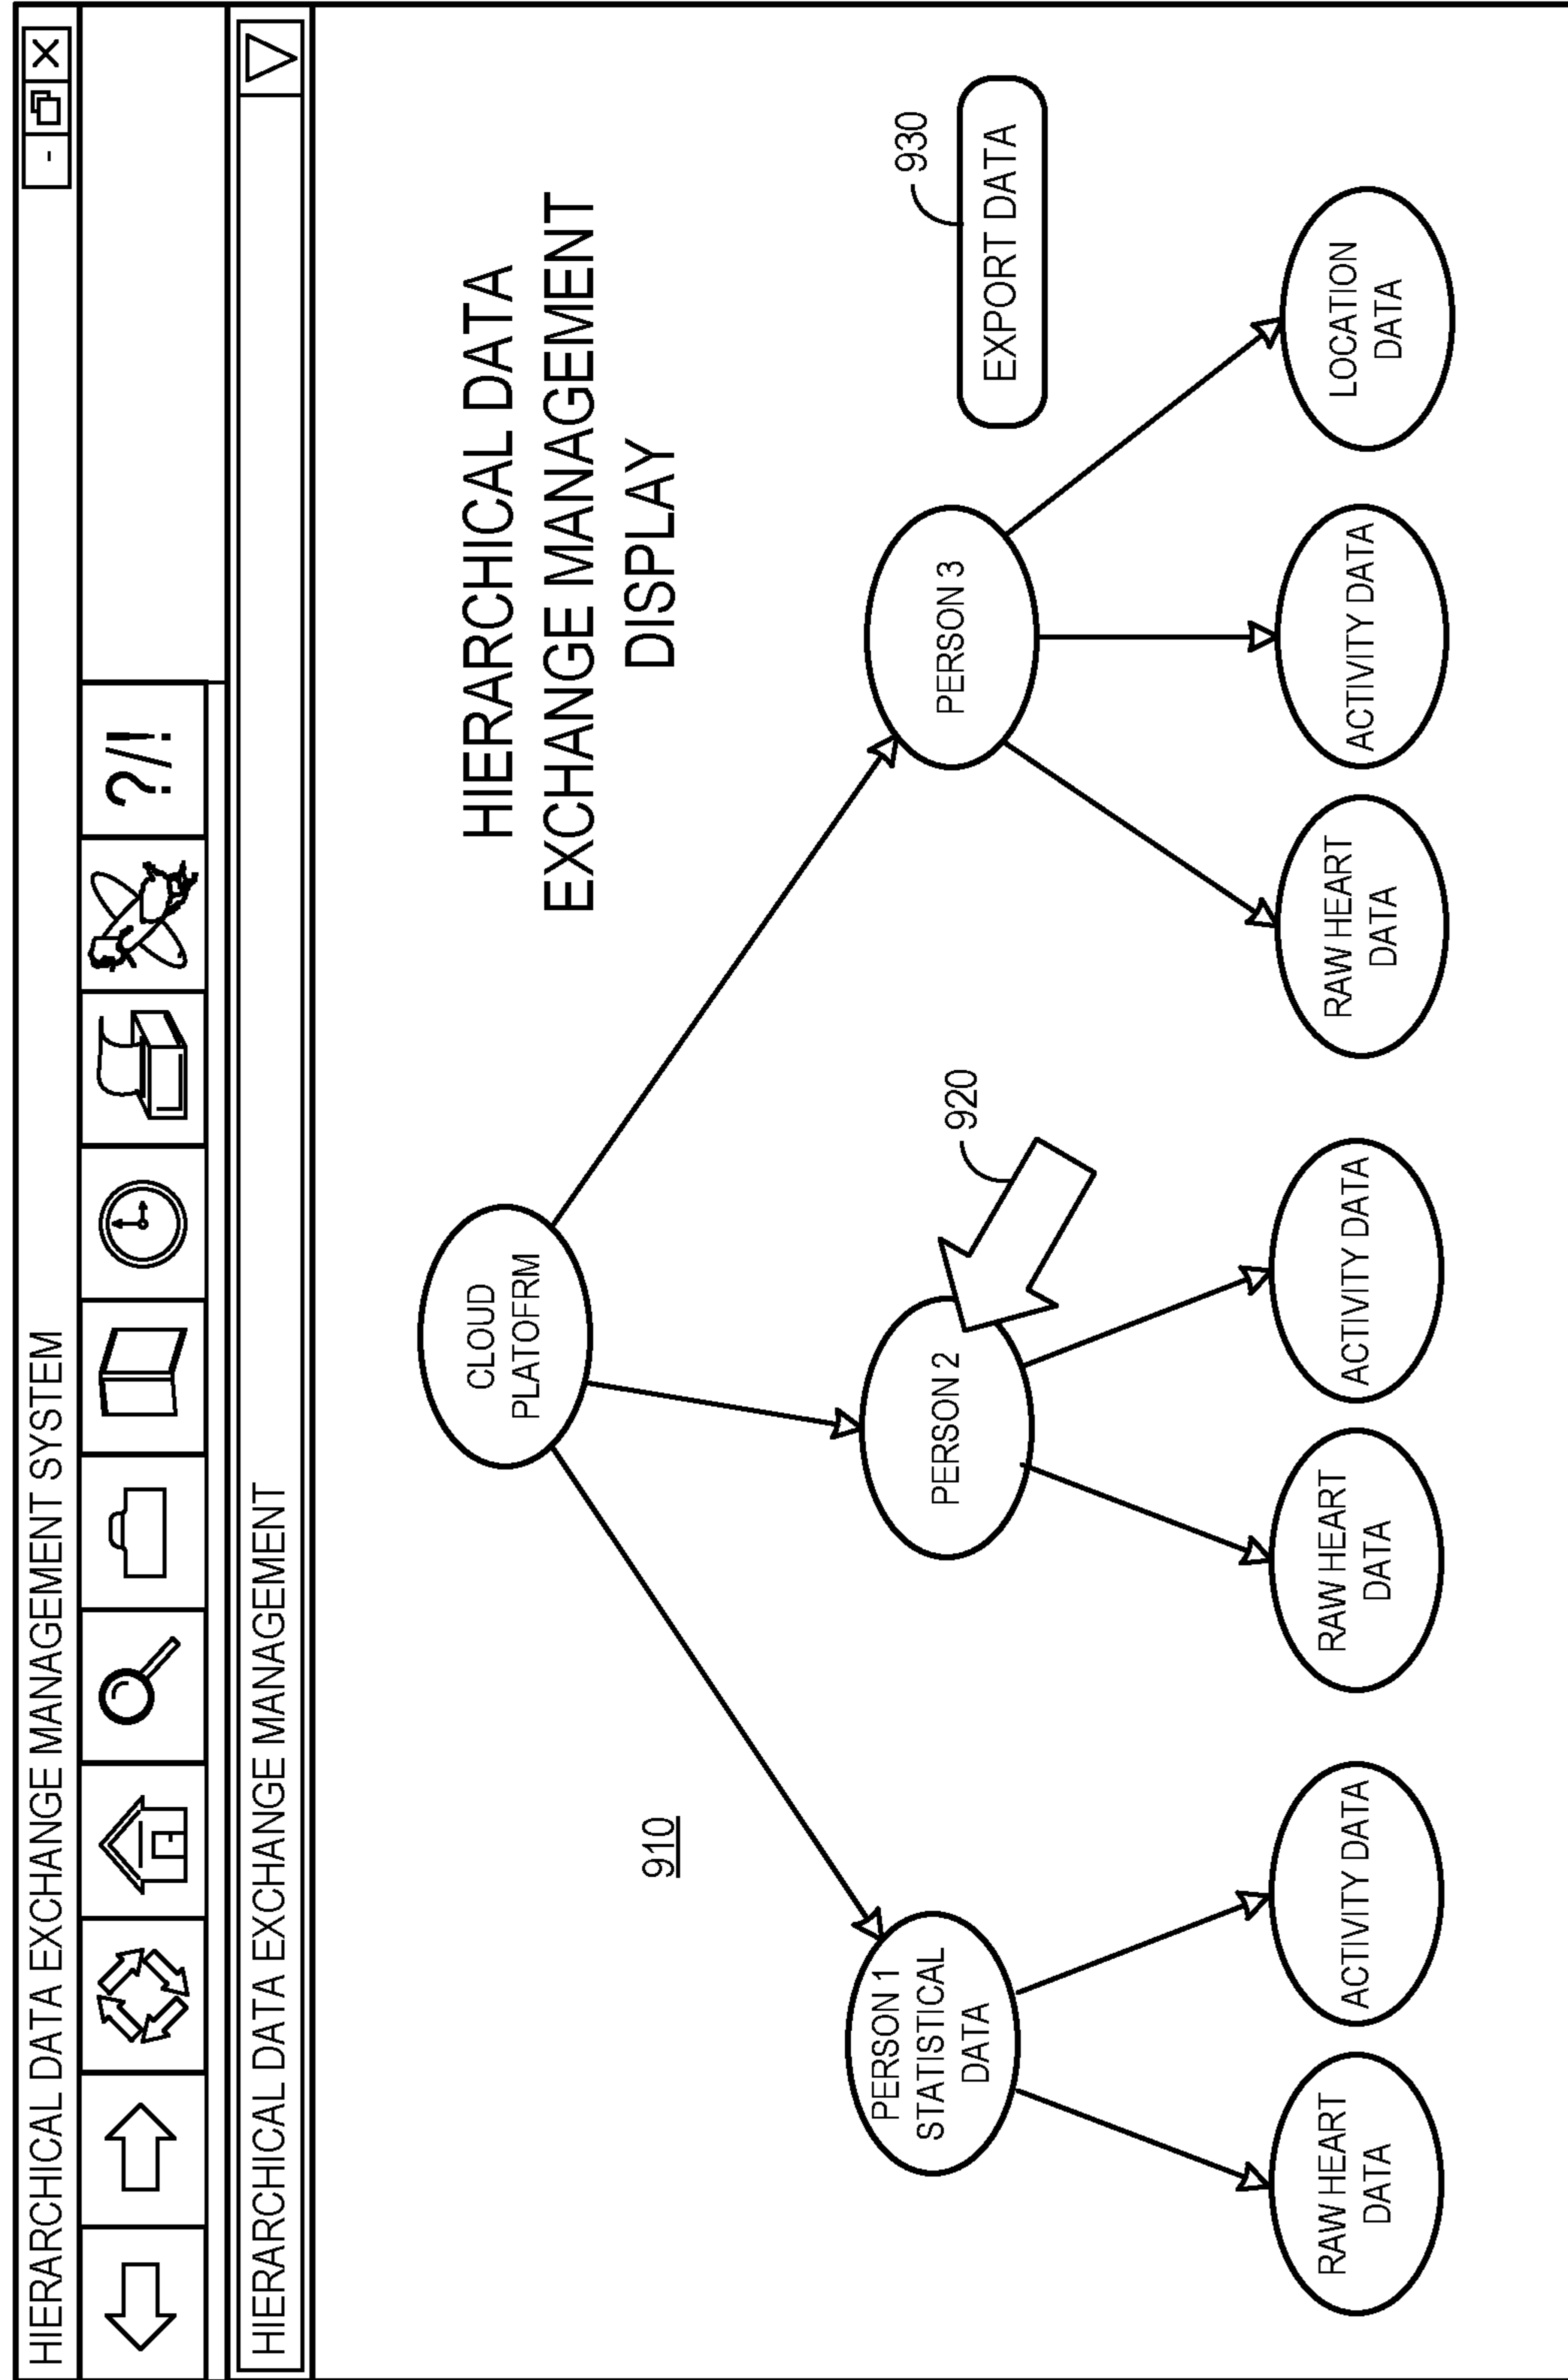 HIERARCHICAL DATA EXCHANGE MANAGEMENT SYSTEM
-
X
?/!
HIERARCHICAL DATA EXCHANGE MANAGEMENT
HIERARCHICAL DATA
EXCHANGE MANAGEMENT
DISPLAY
CLOUD
PLATOFRM
910
PERSON 1
STATISTICAL
DATA
PERSON 2
920
PERSON 3
930
EXPORT DATA
RAW HEART
DATA
ACTIVITY DATA
RAW HEART
DATA
ACTIVITY DATA
RAW HEART
DATA
ACTIVITY DATA
LOCATION
DATA